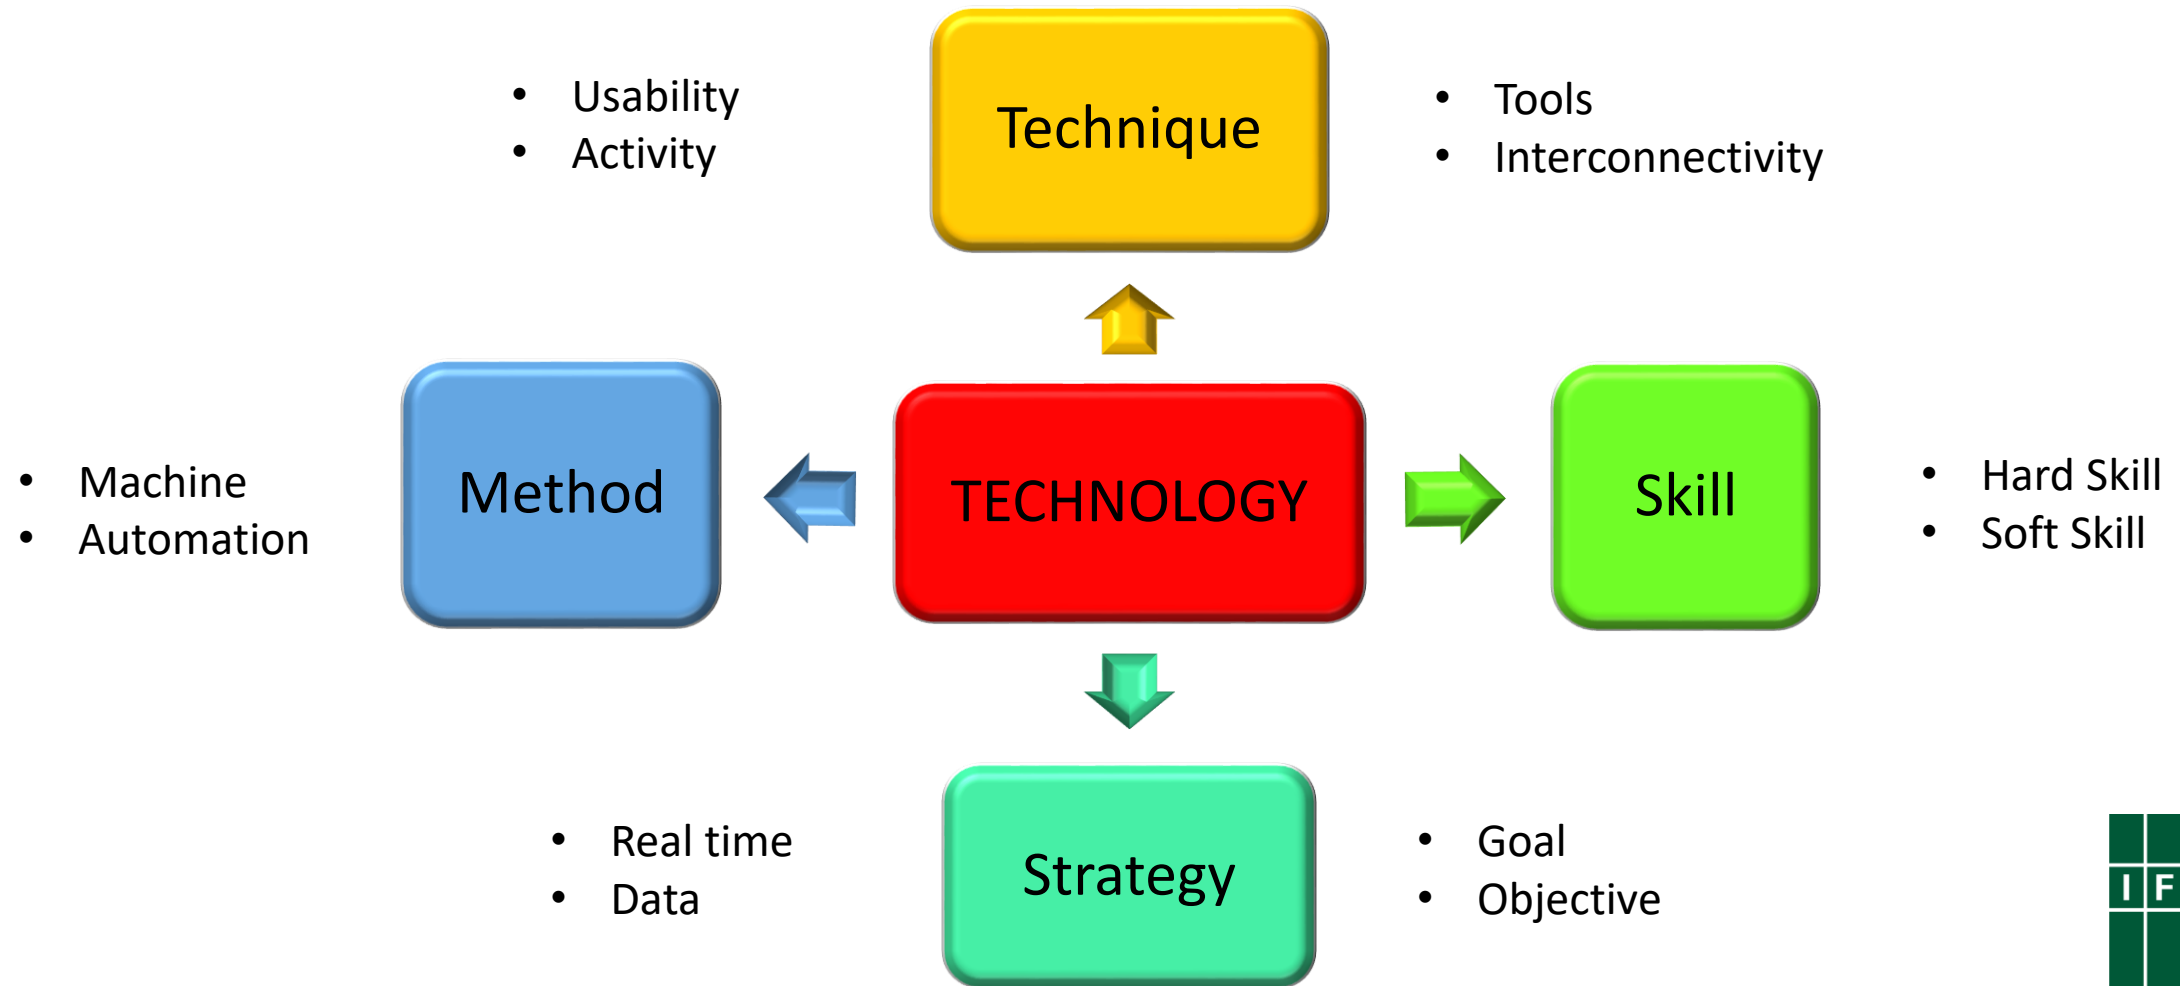 Usability
Activity
Technique
Tools
Interconnectivity
Machine
Automation
Method
TECHNOLOGY
Skill
Hard Skill
Soft Skill
Real time
Data
Strategy
Goal
Objective
I F